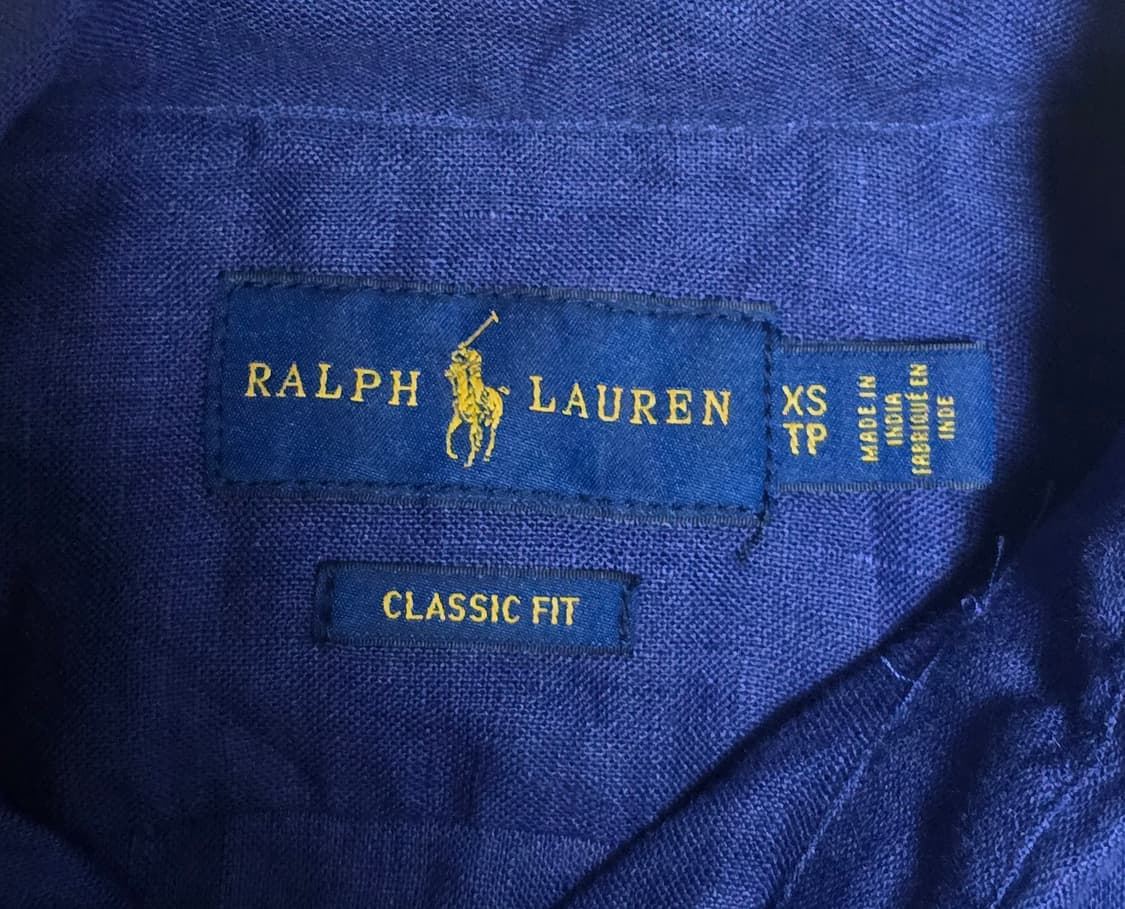 RALPH LAUREN
XS
TP
MADE IN
INDIA
FABRIQUÉ EN
INDE
CLASSIC FIT